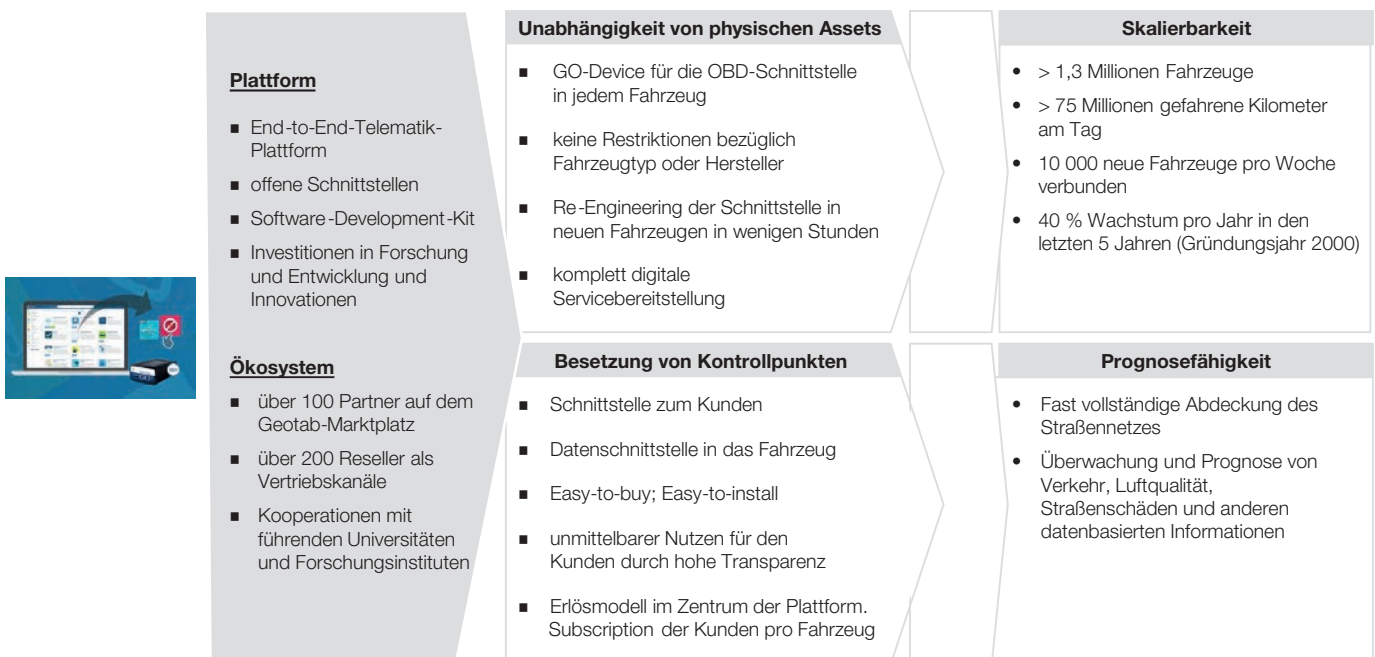 Plattform
■ End-to-End-Telematik-
Plattform
■ offene Schnittstellen
■ Software-Development-Kit
■ Investitionen in Forschung
und Entwicklung und
Innovationen
Ökosystem
■ über 100 Partner auf dem
Geotab-Marktplatz
■ über 200 Reseller als
Vertriebskanäle
■ Kooperationen mit
führenden Universitäten
und Forschungsinstituten
Unabhängigkeit von physischen Assets
■ GO-Device für die OBD-Schnittstelle
in jedem Fahrzeug
■ keine Restriktionen bezüglich
Fahrzeugtyp oder Hersteller
■ Re-Engineering der Schnittstelle in
neuen Fahrzeugen in wenigen Stunden
■ komplett digitale
Servicebereitstellung
Besetzung von Kontrollpunkten
■ Schnittstelle zum Kunden
■ Datenschnittstelle in das Fahrzeug
■ Easy-to-buy; Easy-to-install
■ unmittelbarer Nutzen für den
Kunden durch hohe Transparenz
■ Erlösmodell im Zentrum der Plattform.
Subscription der Kunden pro Fahrzeug
Skalierbarkeit
• > 1,3 Millionen Fahrzeuge
• > 75 Millionen gefahrene Kilometer
am Tag
• 10 000 neue Fahrzeuge pro Woche
verbunden
• 40 % Wachstum pro Jahr in den
letzten 5 Jahren (Gründungsjahr 2000)
Prognosefähigkeit
• Fast vollständige Abdeckung des
Straßennetzes
• Überwachung und Prognose von
Verkehr, Luftqualität,
Straßenschäden und anderen
datenbasierten Informationen